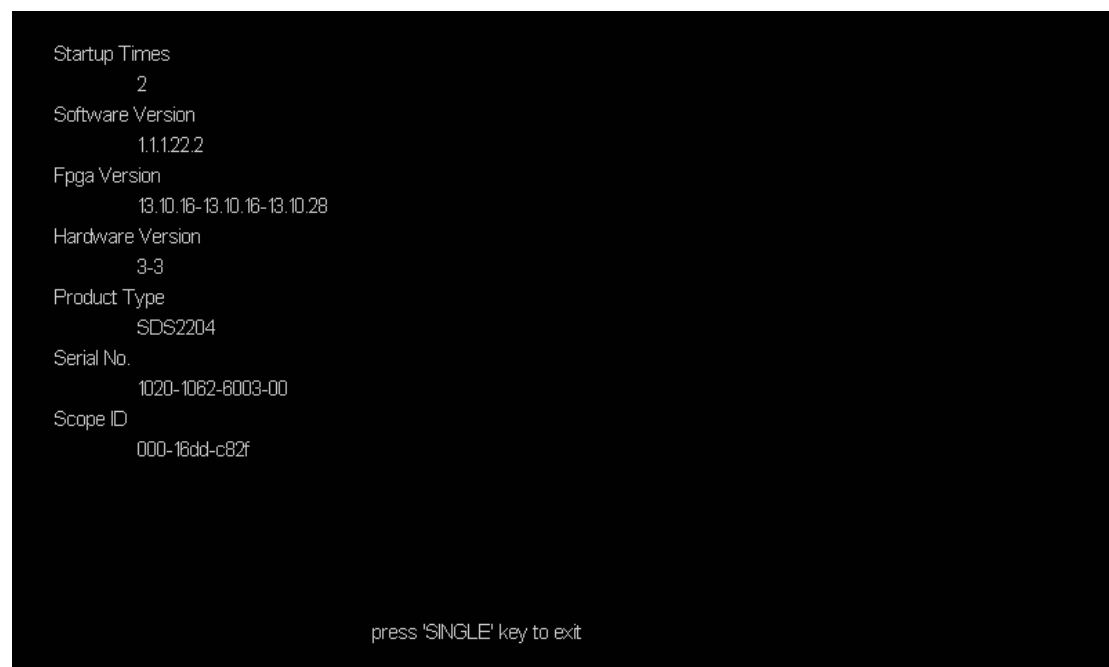 Startup Times
2
Software Version
1.1.1.22.2
Fpga Version
13.10.16-13.10.16-13.10.28
Hardware Version
3-3
Product Type
SDS2204
Serial No.
1020-1062-6003-00
Scope ID
000-16dd-c82f
press 'SINGLE' key to exit